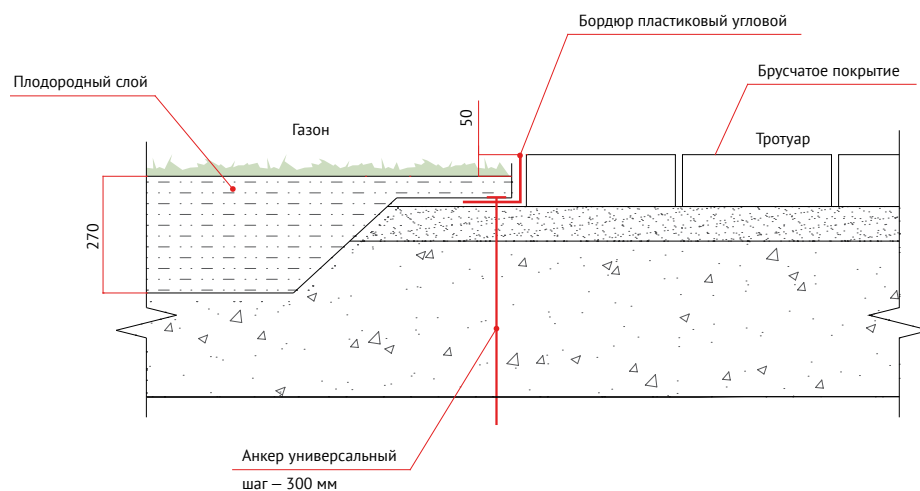 Бордюр пластиковый угловой
Брусчатое покрытие
Плодородный слой
50
Газон
Тротуар
270
Анкер универсальный
шаг — 300 мм